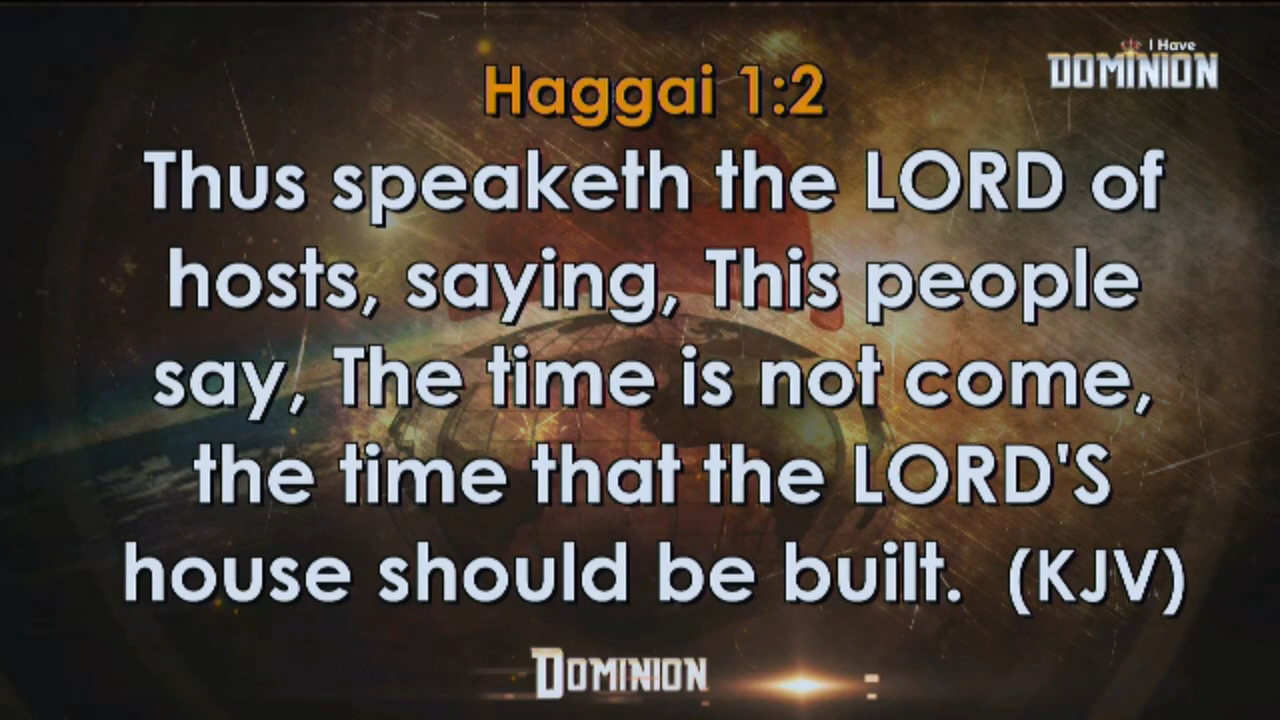 I Have
DOMINION
Haggai 1:2
Thus speaketh the LORD of
hosts, saying, This people
say, The time is not come,
the time that the LORD'S
house should be built. (KJV)
DOMINION